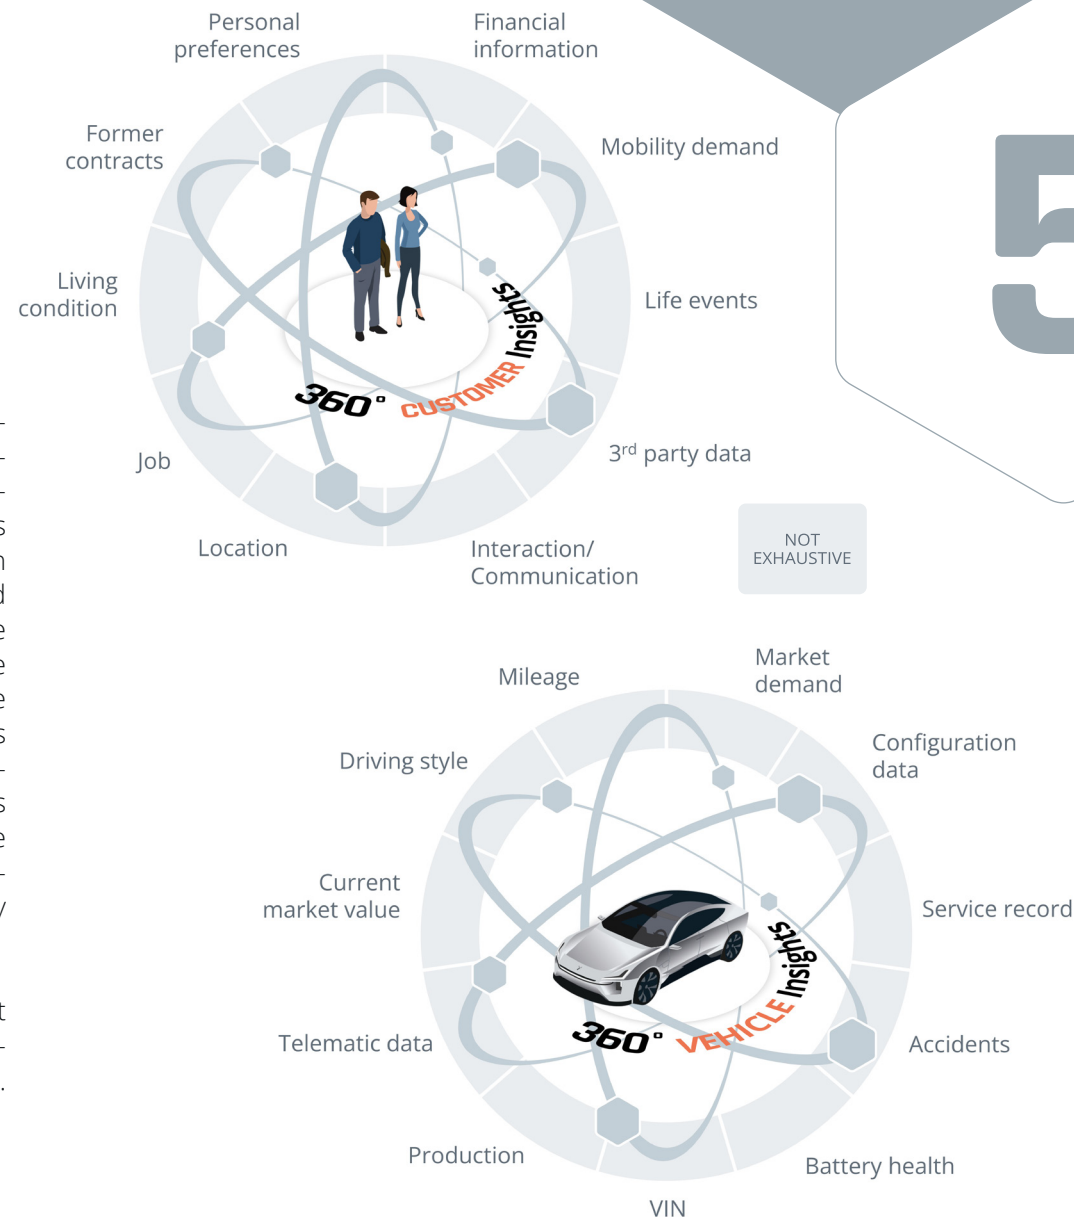 Personal
preferences
Financial
information
Former
contracts
Mobility demand
Living
condition
Life events
360° CUSTOMER Insights
Job
3rd party data
Location
Interaction/
Communication
NOT
EXHAUSTIVE
5
Mileage
Market
demand
Driving style
Configuration
data
Current
market value
Service record
360° VEHICLE Insights
Telematic data
Accidents
Production
Battery health
VIN